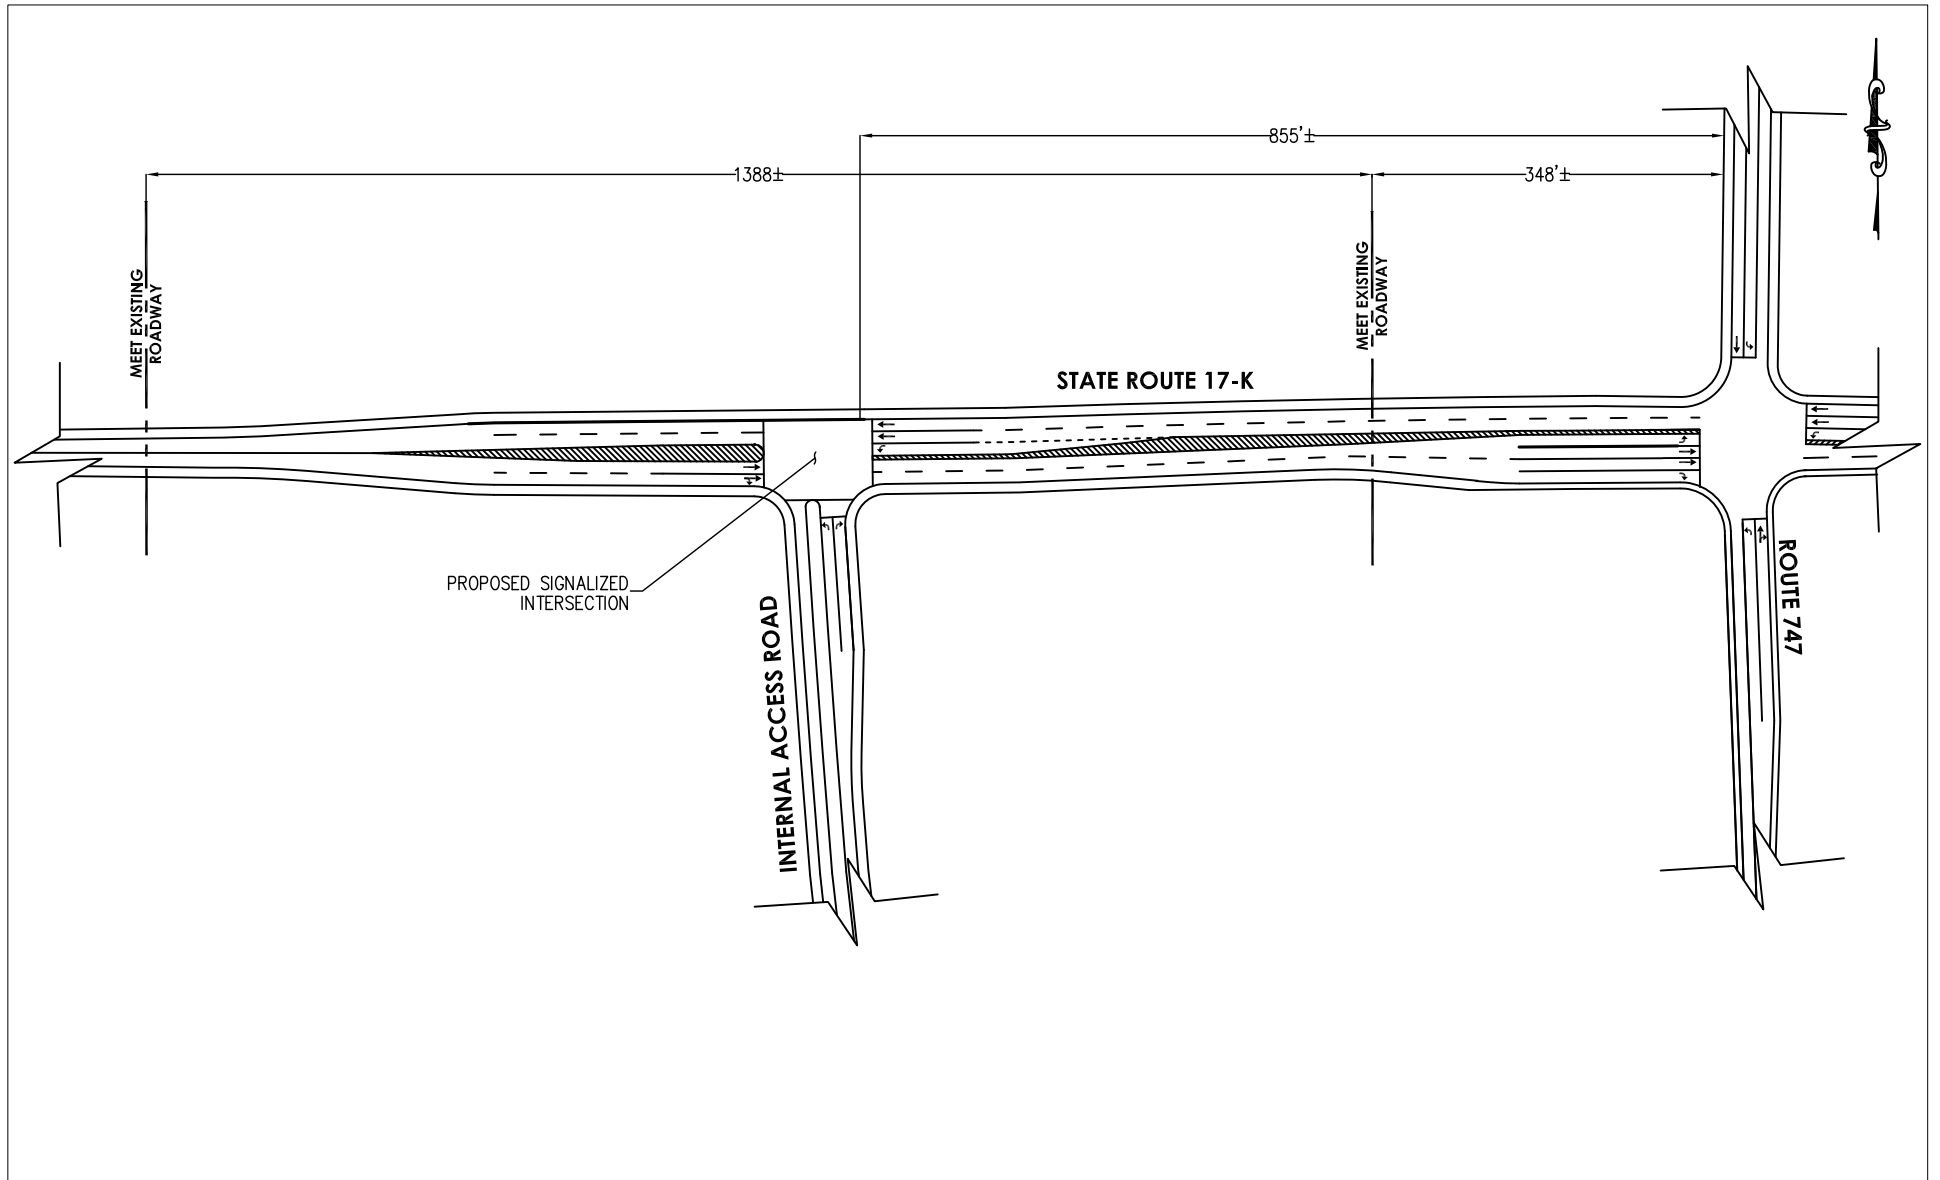 855'±
1388±
348'±
MEET EXISTING
ROADWAY
MEET EXISTING
ROADWAY
STATE ROUTE 17-K
PROPOSED SIGNALIZED
INTERSECTION
INTERNAL ACCESS ROAD
ROUTE 747